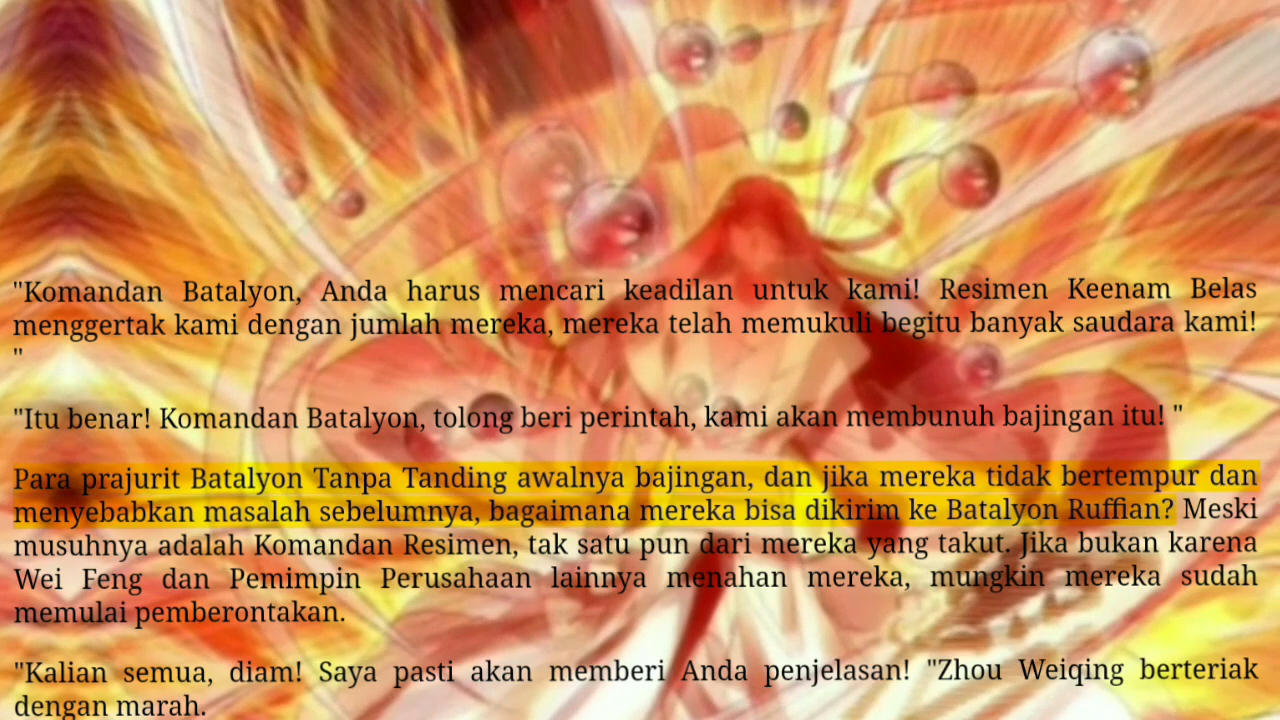 "Komandan Batalyon, Anda harus mencari keadilan untuk kami! Resimen Keenam Belas
menggertak kami dengan jumlah mereka, mereka telah memukuli begitu banyak saudara kami!
"
"Itu benar! Komandan Batalyon, tolong beri perintah, kami akan membunuh bajingan itu! "
Para prajurit Batalyon Tanpa Tanding awalnya bajingan, dan jika mereka tidak bertempur dan
menyebabkan masalah sebelumnya, bagaimana mereka bisa dikirim ke Batalyon Ruffian? Meski
musuhnya adalah Komandan Resimen, tak satu pun dari mereka yang takut. Jika bukan karena
Wei Feng dan Pemimpin Perusahaan lainnya menahan mereka, mungkin mereka sudah
memulai pemberontakan.
"Kalian semua, diam! Saya pasti akan memberi Anda penjelasan! "Zhou Weiqing berteriak
dengan marah.